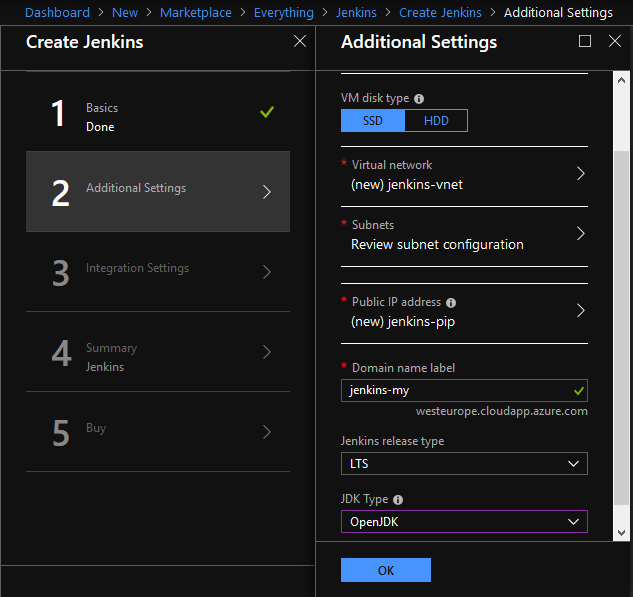 Dashboard > New > Marketplace > Everything > Jenkins > Create Jenkins > Additional Settings
Create Jenkins
1
Basics
Done
2
Additional Settings
3
Integration Settings
4
Summary
Jenkins
5
Buy
Additional Settings
VM disk type
SSD
HDD
* Virtual network
(new) jenkins-vnet
* Subnets
Review subnet configuration
* Public IP address
(new) jenkins-pip
* Domain name label
jenkins-my
westeurope.cloudapp.azure.com
Jenkins release type
LTS
JDK Type
OpenJDK
OK